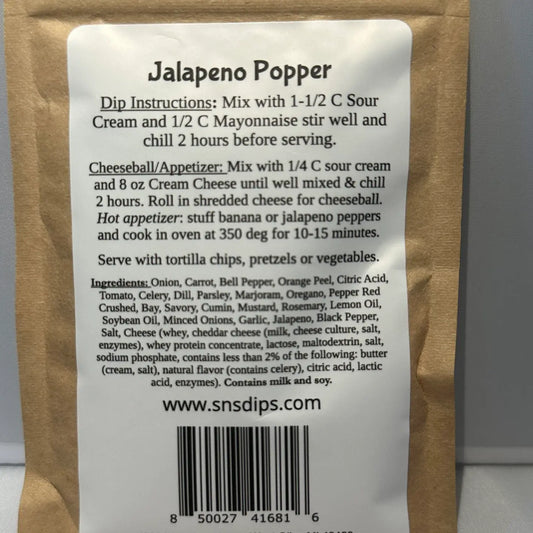 Jalapeno Popper
Dip Instructions: Mix with 1-1/2 C Sour
Cream and 1/2 C Mayonnaise stir well and
chill 2 hours before serving.
Cheeseball/Appetizer: Mix with 1/4 C sour cream
and 8 oz Cream Cheese until well mixed & chill
2 hours. Roll in shredded cheese for cheeseball.
Hot appetizer: stuff banana or jalapeno peppers
and cook in oven at 350 deg for 10-15 minutes.
Serve with tortilla chips, pretzels or vegetables.
Ingredients: Onion, Carrot, Bell Pepper, Orange Peel, Citric Acid,
Tomato, Celery, Dill, Parsley, Marjoram, Oregano, Pepper Red
Crushed, Bay, Savory, Cumin, Mustard, Rosemary, Lemon Oil,
Soybean Oil, Minced Onions, Garlic, Jalapeno, Black Pepper,
Salt, Cheese (whey, cheddar cheese (milk, cheese culture, salt,
enzymes), whey protein concentrate, lactose, maltodextrin, salt,
sodium phosphate, contains less than 2% of the following: butter
(cream, salt), natural flavor (contains celery), citric acid, lactic
acid, enzymes). Contains milk and soy.
www.snsdips.com
8 50027 41681 6